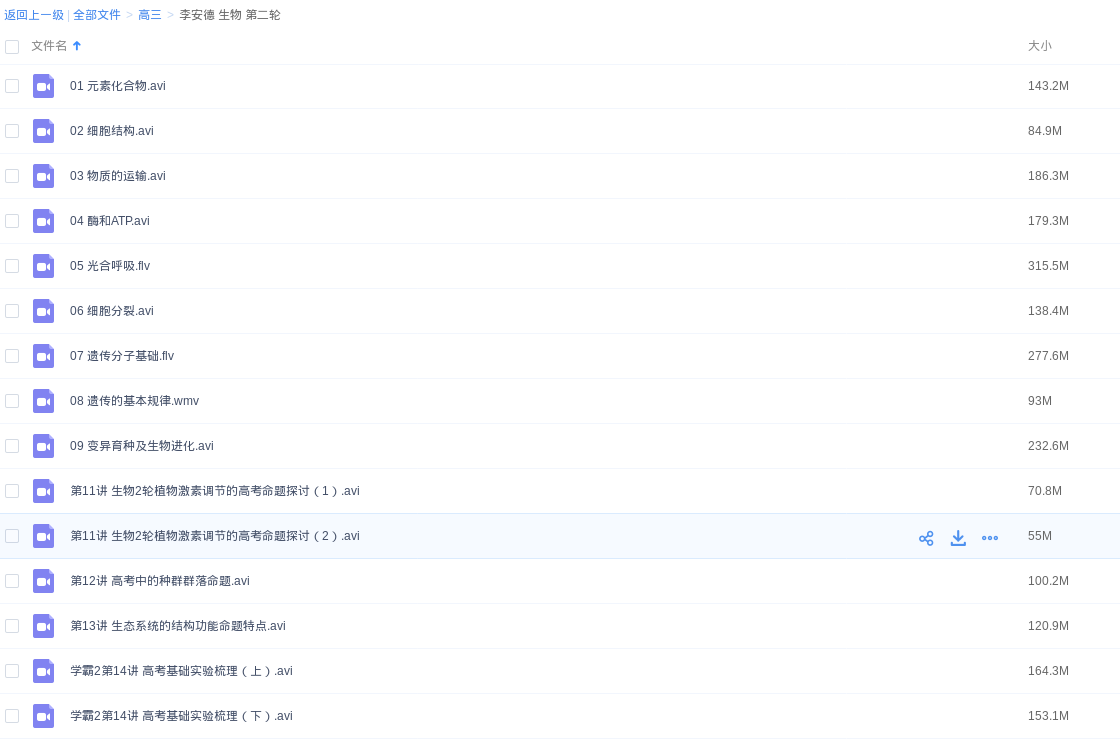 返回上一级 | 全部文件 > 高三 > 李安德 生物 第二轮
文件名 大小
01 元素化合物.avi 143.2M
02 细胞结构.avi 84.9M
03 物质的运输.avi 186.3M
04 酶和ATP.avi 179.3M
05 光合呼吸.flv 315.5M
06 细胞分裂.avi 138.4M
07 遗传分子基础.flv 277.6M
08 遗传的基本规律.wmv 93M
09 变异育种及生物进化.avi 232.6M
第11讲 生物2轮植物激素调节的高考命题探讨（1）.avi 70.8M
第11讲 生物2轮植物激素调节的高考命题探讨（2）.avi 55M
第12讲 高考中的种群群落命题.avi 100.2M
第13讲 生态系统的结构功能命题特点.avi 120.9M
学霸2第14讲 高考基础实验梳理（上）.avi 164.3M
学霸2第14讲 高考基础实验梳理（下）.avi 153.1M